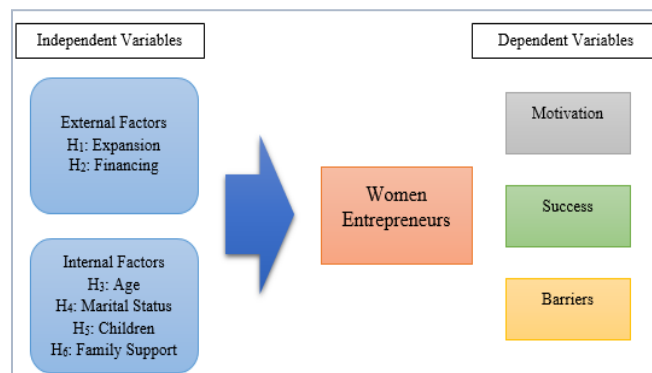 Independent Variables
Dependent Variables
External Factors
H₁: Expansion
H₂: Financing
Internal Factors
H₃: Age
H₄: Marital Status
H₅: Children
H₆: Family Support
Women
Entrepreneurs
Motivation
Success
Barriers